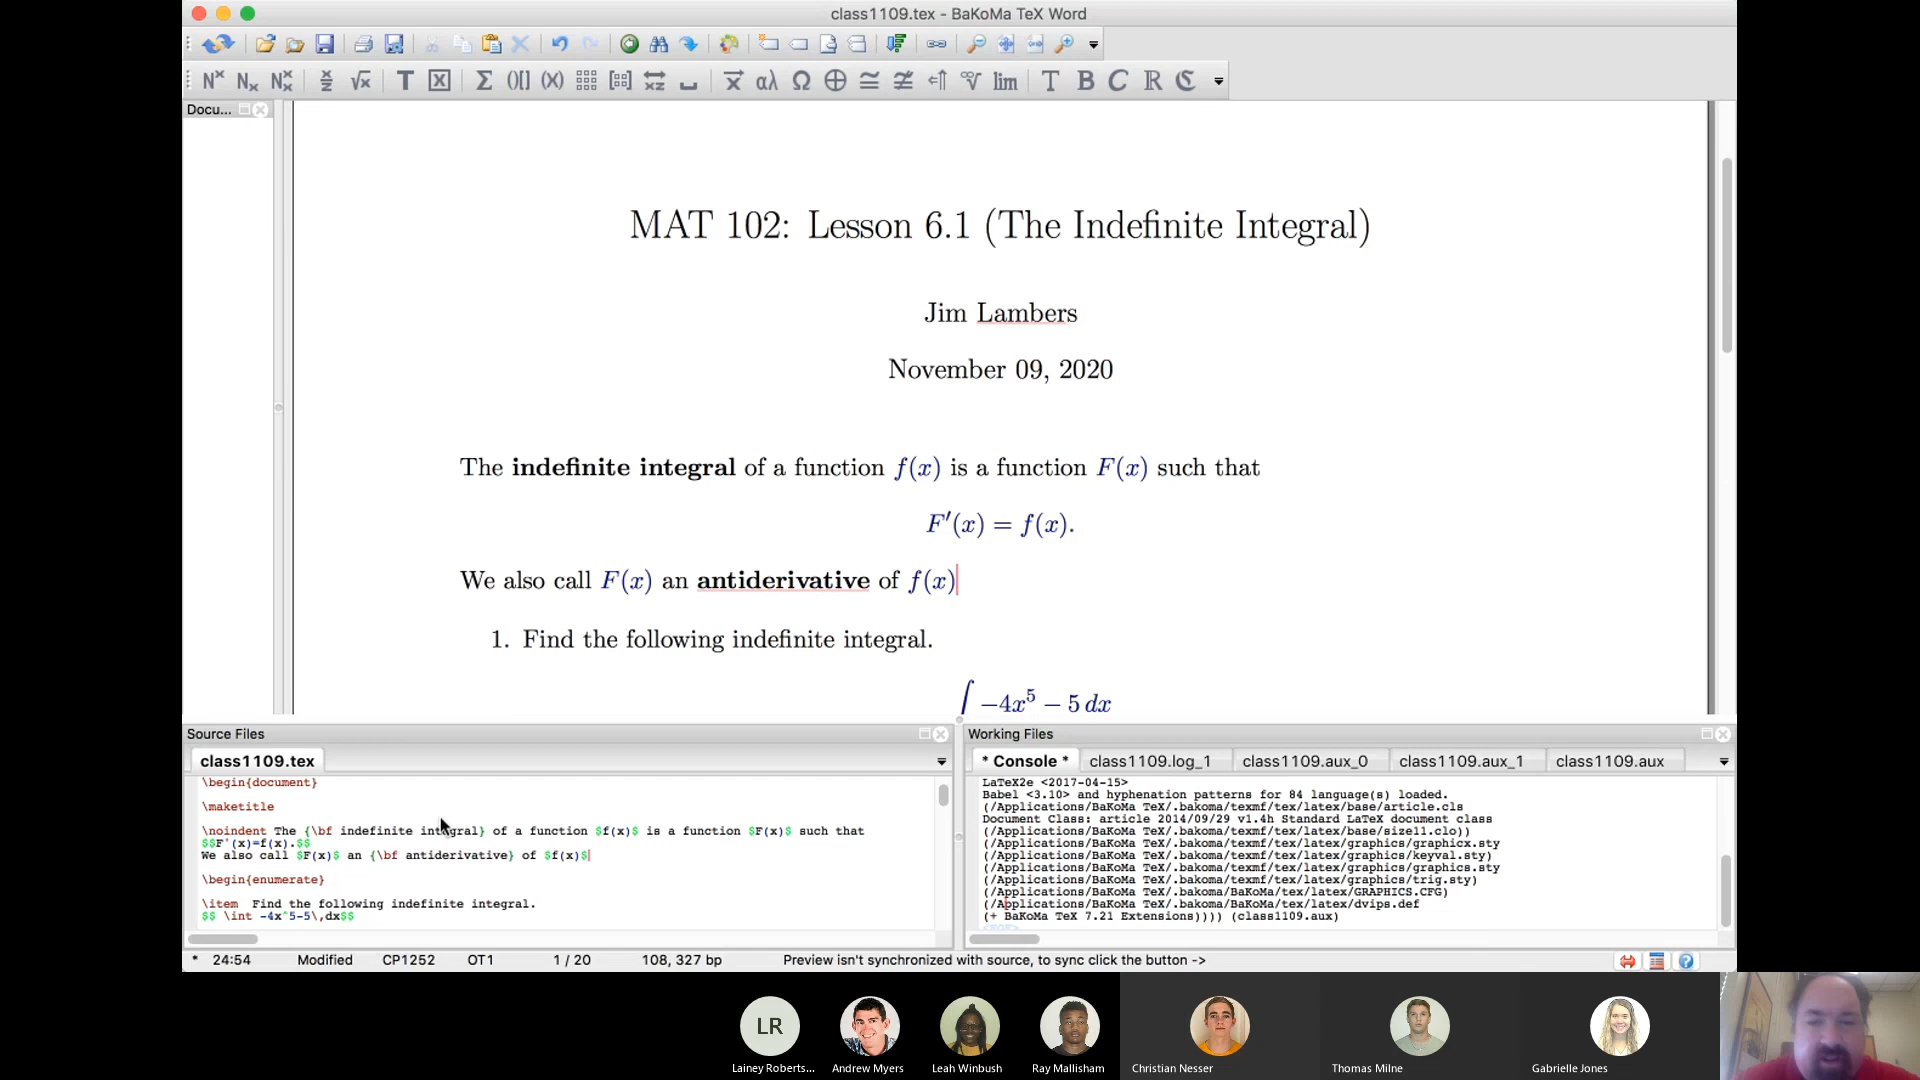 class1109.tex - BaKoMa TeX Word
Docu...
MAT 102: Lesson 6.1 (The Indefinite Integral)
Jim Lambers
November 09, 2020
The indefinite integral of a function f(x) is a function F(x) such that
F′(x) = f(x).
We also call F(x) an antiderivative of f(x)
1. Find the following indefinite integral.
∫ −4x⁵ − 5 dx
Source Files
class1109.tex
\begin{document}
\maketitle
\noindent The {\bf indefinite integral} of a function $f(x)$ is a function $F(x)$ such that
$$F'(x)=f(x).$$
We also call $F(x)$ an {\bf antiderivative} of $f(x)$
\begin{enumerate}
\item  Find the following indefinite integral.
$$ \int -4x^5-5\,dx$$
Working Files
* Console *
class1109.log_1
class1109.aux_0
class1109.aux_1
class1109.aux
LaTeX2e <2017-04-15>
Babel <3.10> and hyphenation patterns for 84 language(s) loaded.
(/Applications/BaKoMa TeX/.bakoma/texmf/tex/latex/base/article.cls
Document Class: article 2014/09/29 v1.4h Standard LaTeX document class
(/Applications/BaKoMa TeX/.bakoma/texmf/tex/latex/base/size11.clo))
(/Applications/BaKoMa TeX/.bakoma/texmf/tex/latex/graphics/graphicx.sty
(/Applications/BaKoMa TeX/.bakoma/texmf/tex/latex/graphics/keyval.sty)
(/Applications/BaKoMa TeX/.bakoma/texmf/tex/latex/graphics/graphics.sty
(/Applications/BaKoMa TeX/.bakoma/texmf/tex/latex/graphics/trig.sty)
(/Applications/BaKoMa TeX/.bakoma/BaKoMa/tex/latex/GRAPHICS.CFG)
(/Applications/BaKoMa TeX/.bakoma/BaKoMa/tex/latex/dvips.def
(+ BaKoMa TeX 7.21 Extensions)))) (class1109.aux)
* 24:54 Modified CP1252 OT1 1 / 20 108, 327 bp Preview isn't synchronized with source, to sync click the button ->
LR
Lainey Roberts...
Andrew Myers
Leah Winbush
Ray Mallisham
Christian Nesser
Thomas Milne
Gabrielle Jones